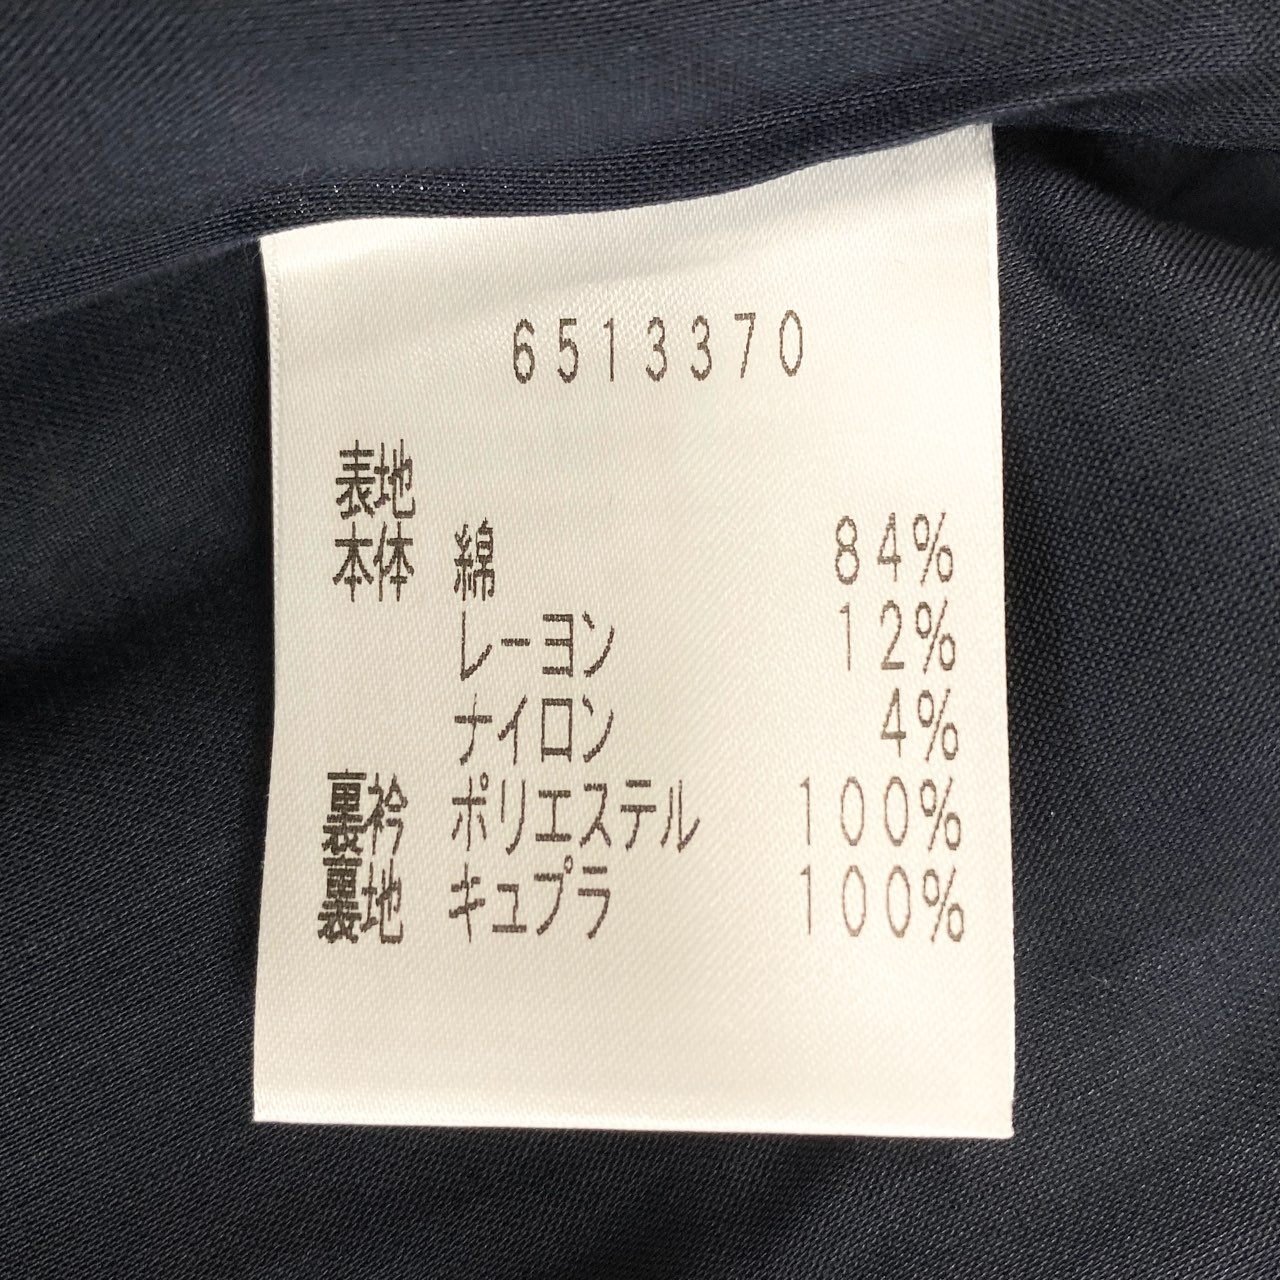 6513370
表地
本体 綿 84%
レーヨン 12%
ナイロン 4%
裏衿 ポリエステル 100%
裏地 キュプラ 100%